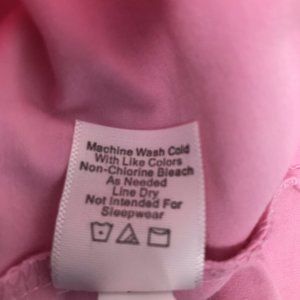 Machine Wash Cold
With Like Colors
Non-Chlorine Bleach
As Needed
Line Dry
Not Intended For
Sleepwear